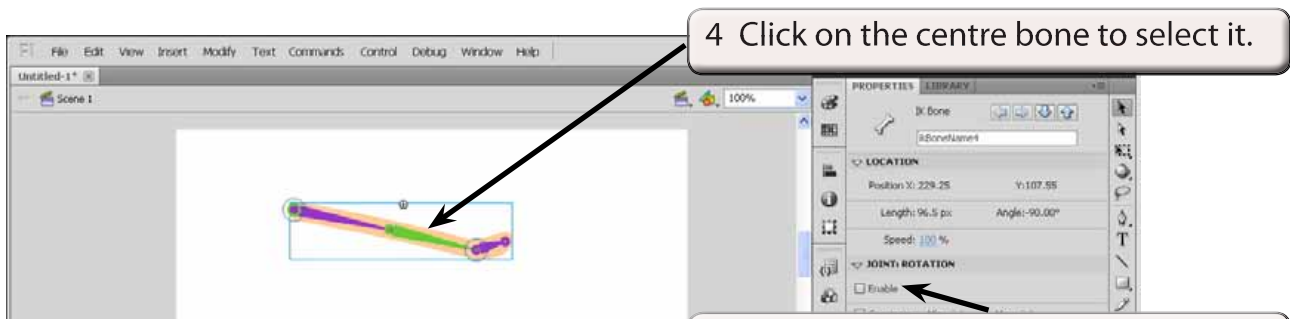 4 Click on the centre bone to select it.
File Edit View Insert Modify Text Commands Control Debug Window Help
Untitled-1*
Scene 1
100%
PROPERTIES LIBRARY
IK Bone
IkBoneName4
LOCATION
Position X: 229.25 Y: 107.55
Length: 96.5 px Angle: -90.00°
Speed: 100 %
JOINT: ROTATION
Enable